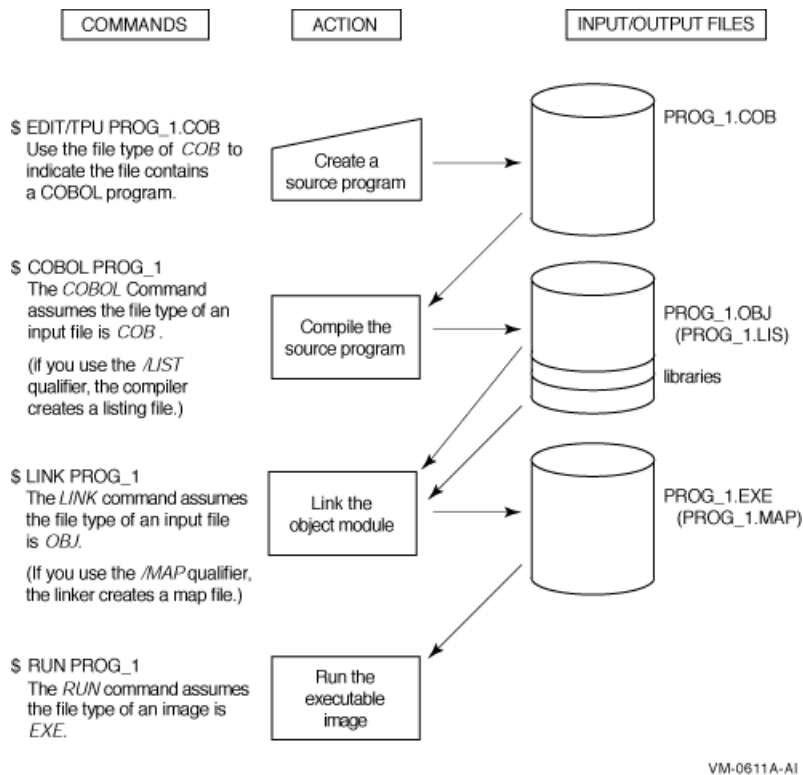 COMMANDS
ACTION
INPUT/OUTPUT FILES
$ EDIT/TPU PROG_1.COB
Use the file type of COB to
indicate the file contains
a COBOL program.
Create a
source program
PROG_1.COB
$ COBOL PROG_1
The COBOL Command
assumes the file type of an
input file is COB .
(if you use the /LIST
qualifier, the compiler
creates a listing file.)
Compile the
source program
PROG_1.OBJ
(PROG_1.LIS)
libraries
$ LINK PROG_1
The LINK command assumes
the file type of an input file
is OBJ.
(If you use the /MAP qualifier,
the linker creates a map file.)
Link the
object module
PROG_1.EXE
(PROG_1.MAP)
$ RUN PROG_1
The RUN command assumes
the file type of an image is
EXE.
Run the
executable
image
VM-0611A-AI